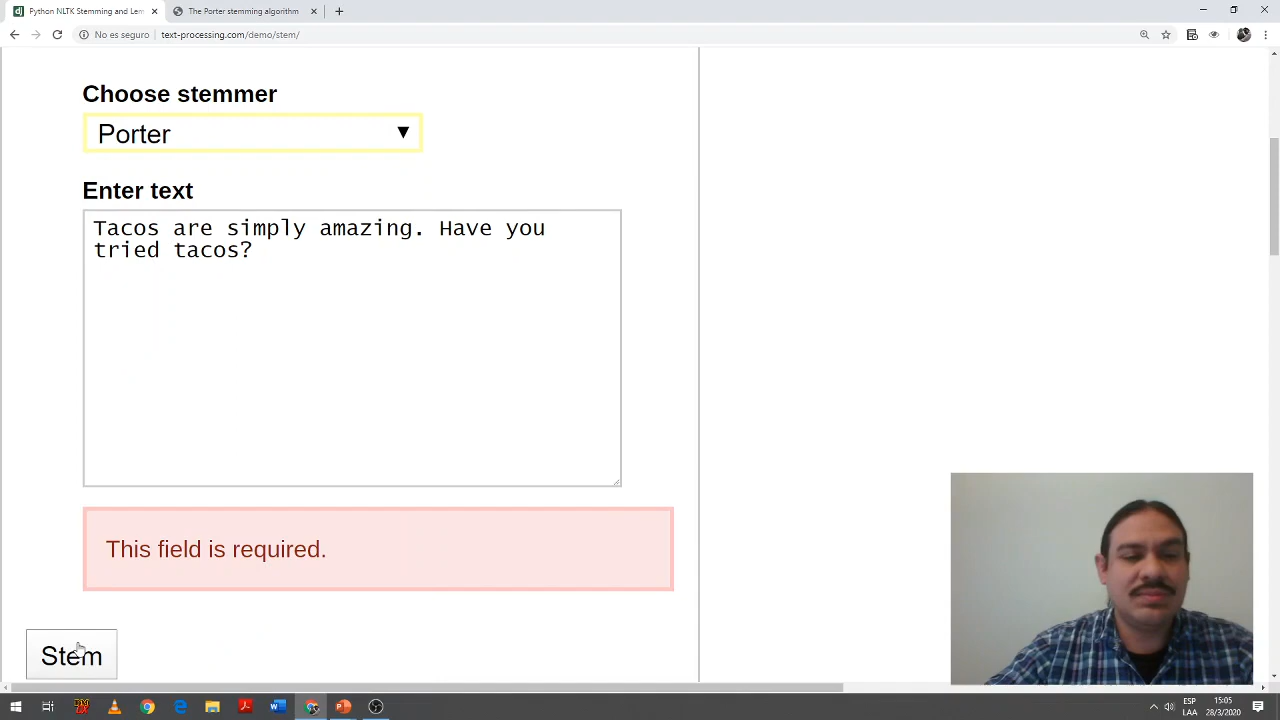 Python NLTK Stemming and Lem
The Porter stemming algorithm
No es seguro
text-processing.com/demo/stem/
Choose stemmer
Porter
Enter text
Tacos are simply amazing. Have you
tried tacos?
This field is required.
Stem
ESP
LAA
15:05
28/3/2020